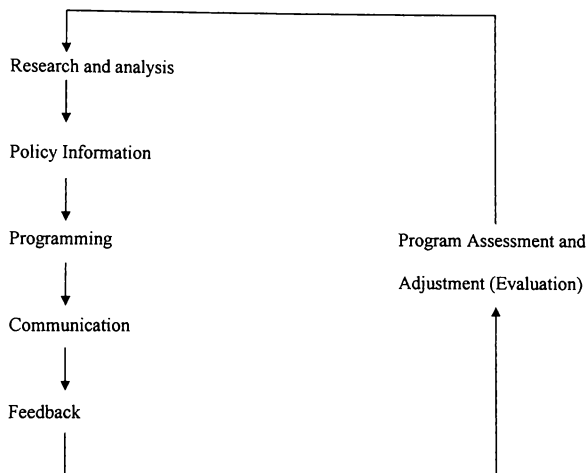 Research and analysis
Policy Information
Programming
Communication
Feedback
Program Assessment and
Adjustment (Evaluation)